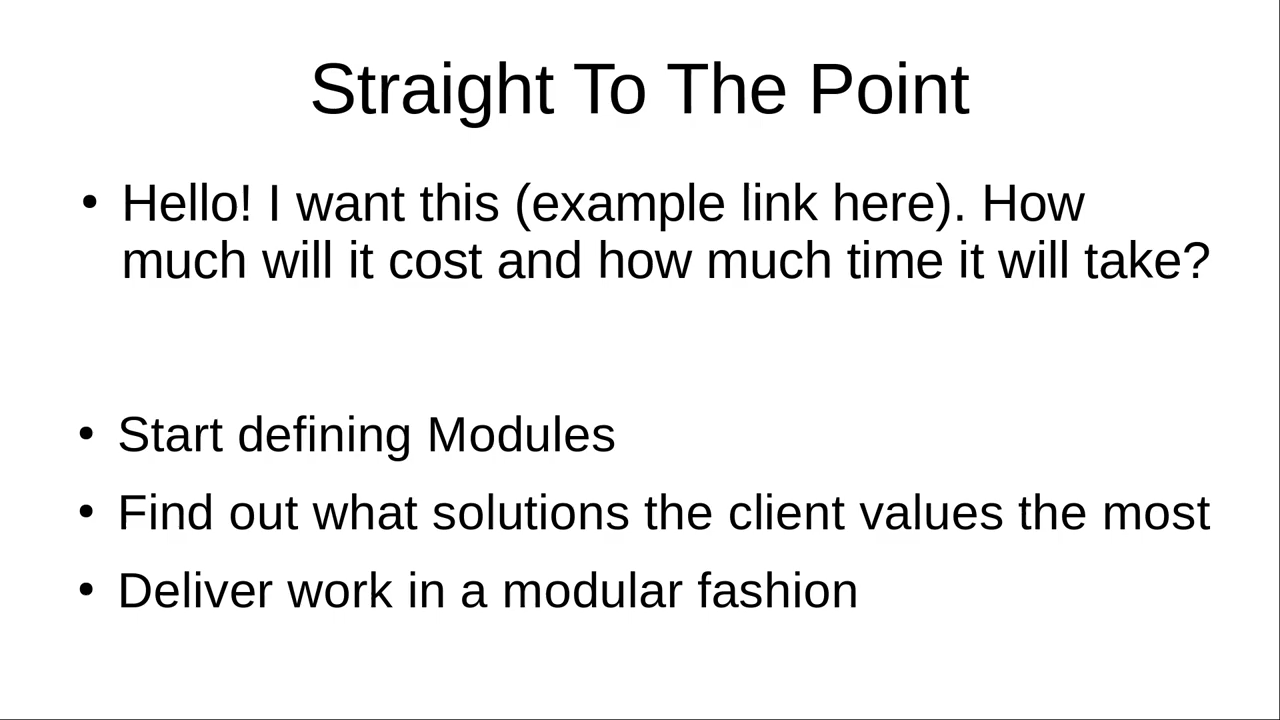 Straight To The Point
• Hello! I want this (example link here). How
much will it cost and how much time it will take?
• Start defining Modules
• Find out what solutions the client values the most
• Deliver work in a modular fashion